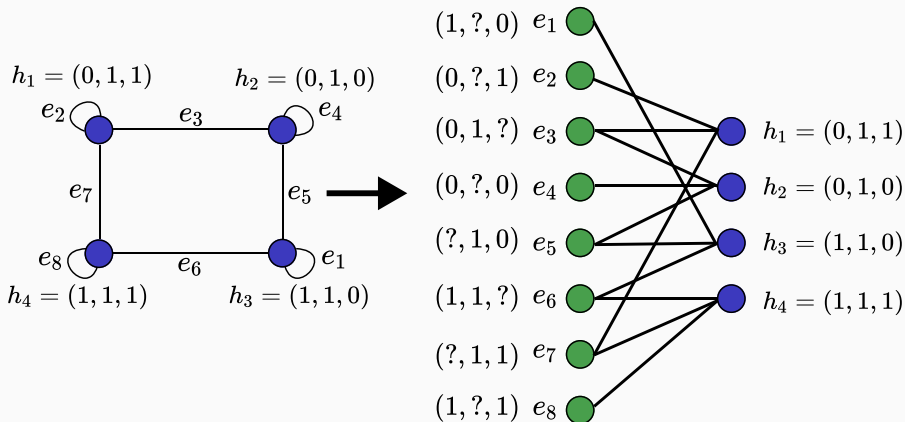 h₁ = (0, 1, 1)
h₂ = (0, 1, 0)
e₂
e₃
e₄
e₇
e₅
e₈
e₆
e₁
h₄ = (1, 1, 1)
h₃ = (1, 1, 0)
(1, ?, 0) e₁
(0, ?, 1) e₂
(0, 1, ?) e₃
(0, ?, 0) e₄
(?, 1, 0) e₅
(1, 1, ?) e₆
(?, 1, 1) e₇
(1, ?, 1) e₈
h₁ = (0, 1, 1)
h₂ = (0, 1, 0)
h₃ = (1, 1, 0)
h₄ = (1, 1, 1)